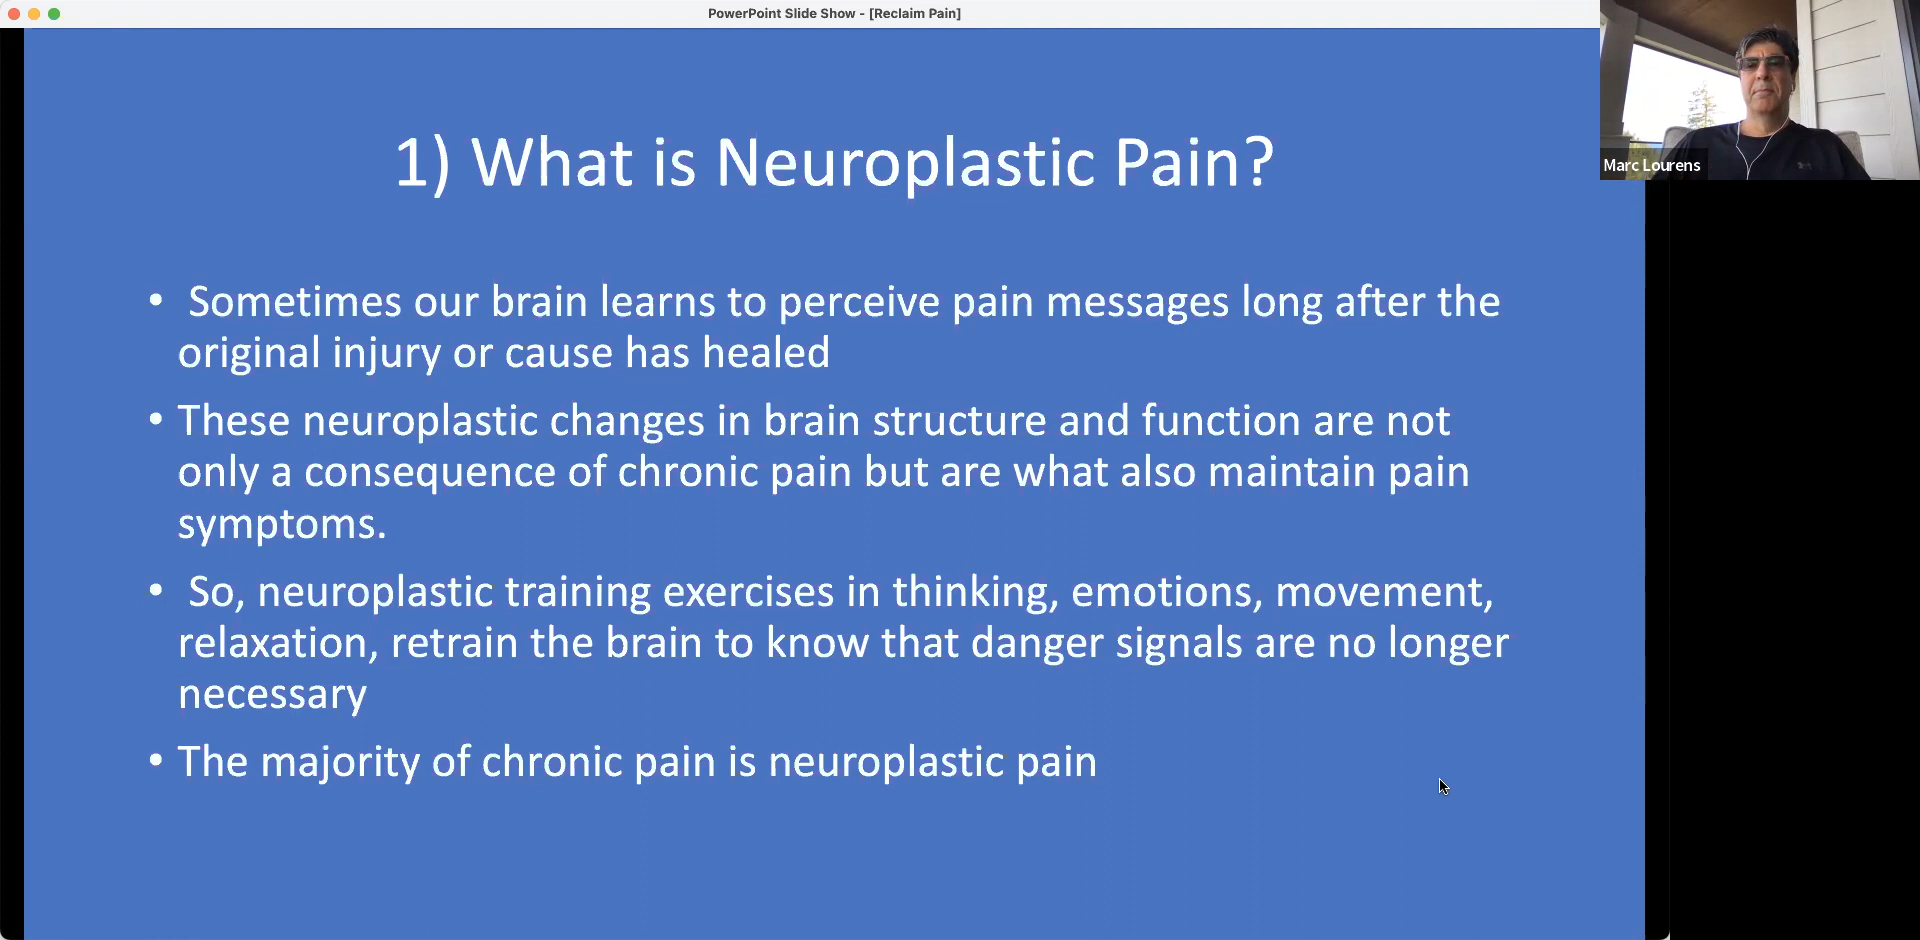 PowerPoint Slide Show - [Reclaim Pain]
Marc Lourens
1) What is Neuroplastic Pain?
• Sometimes our brain learns to perceive pain messages long after the
original injury or cause has healed
• These neuroplastic changes in brain structure and function are not
only a consequence of chronic pain but are what also maintain pain
symptoms.
• So, neuroplastic training exercises in thinking, emotions, movement,
relaxation, retrain the brain to know that danger signals are no longer
necessary
• The majority of chronic pain is neuroplastic pain